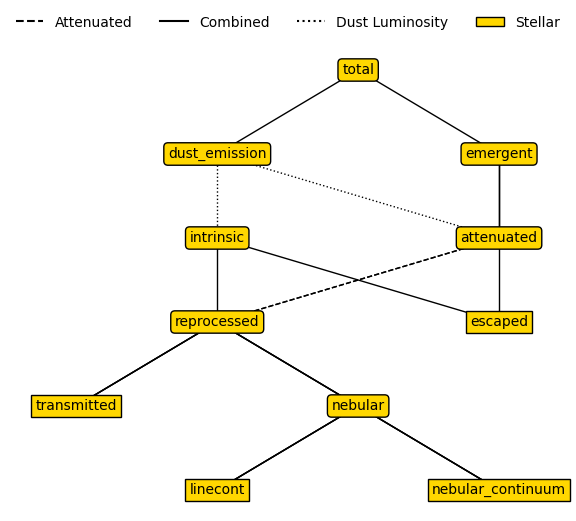 Attenuated Combined Dust Luminosity Stellar
total
dust_emission emergent
intrinsic attenuated
reprocessed escaped
transmitted nebular
linecont nebular_continuum